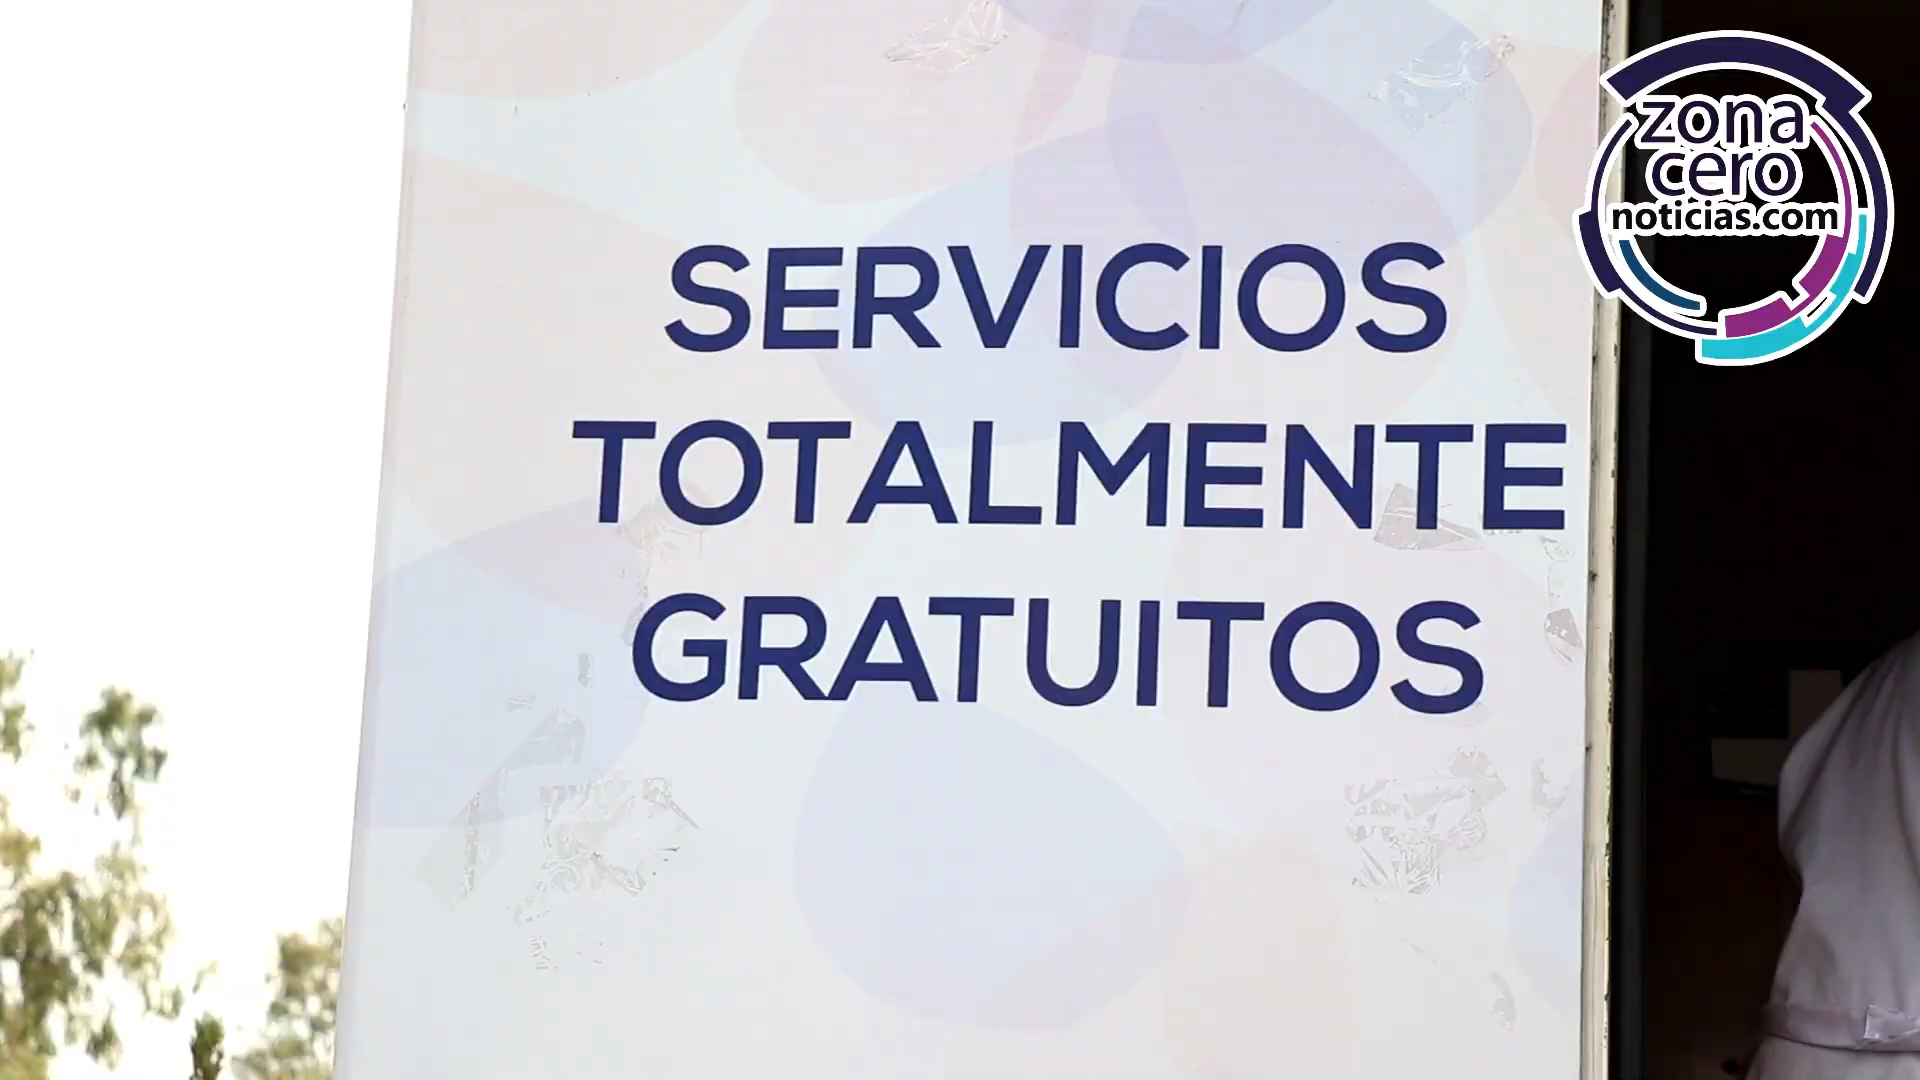 SERVICIOS
TOTALMENTE
GRATUITOS
zona
cero
noticias.com